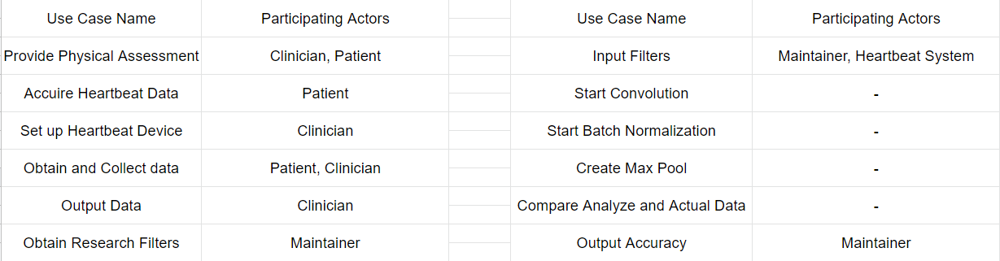 Use Case Name Participating Actors Use Case Name Participating Actors
Provide Physical Assessment Clinician, Patient Input Filters Maintainer, Heartbeat System
Accuire Heartbeat Data Patient Start Convolution -
Set up Heartbeat Device Clinician Start Batch Normalization -
Obtain and Collect data Patient, Clinician Create Max Pool -
Output Data Clinician Compare Analyze and Actual Data -
Obtain Research Filters Maintainer Output Accuracy Maintainer